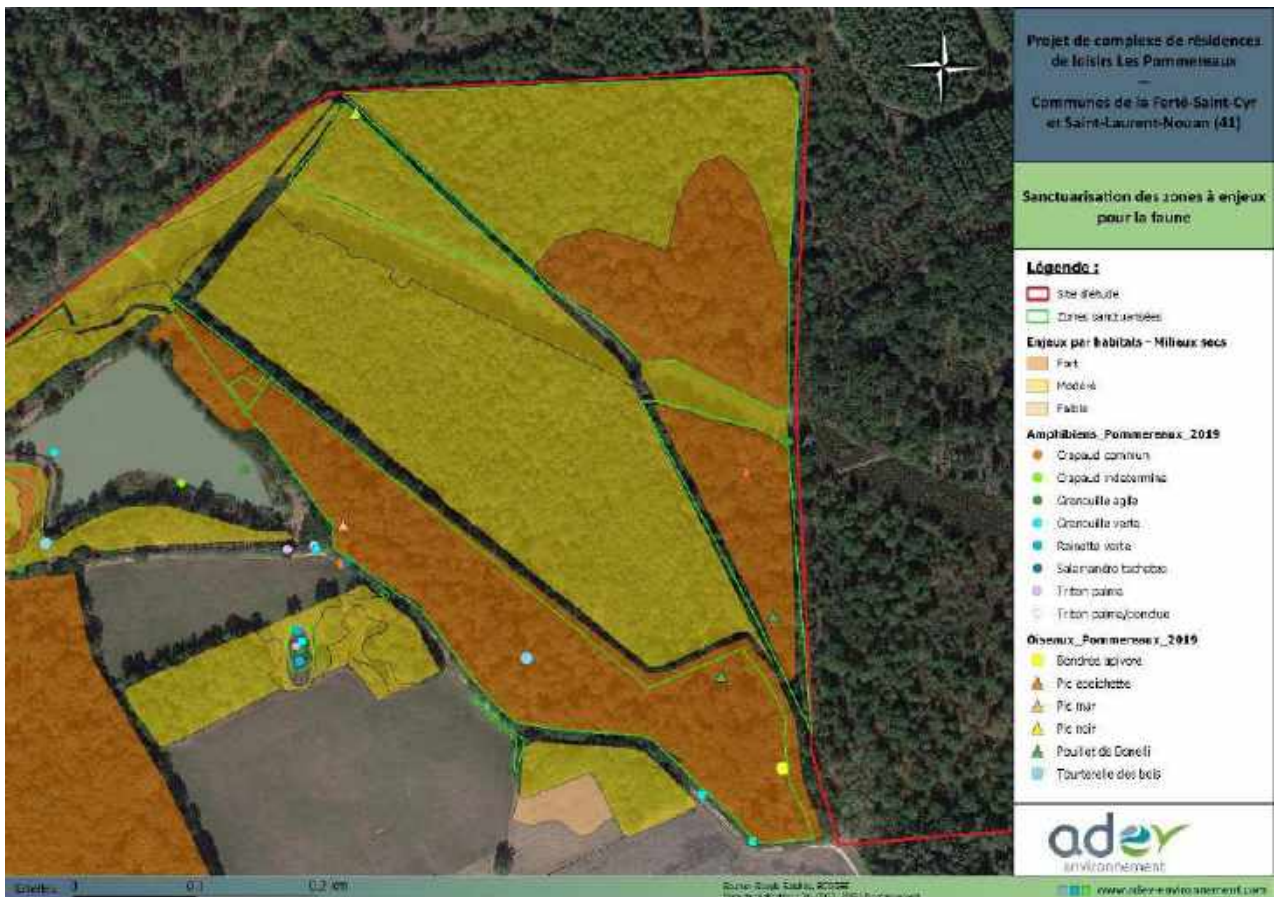 Projet de complexe de résidences
de loisirs Les Pommereaux
—
Communes de la Ferté-Saint-Cyr
et Saint-Laurent-Nouan (41)
Sanctuarisation des zones à enjeux
pour la faune
Légende :
Site d'étude
Zones sanctuarisées
Enjeux par habitats - Milieux secs
Fort
Modéré
Faible
Amphibiens_Pommereaux_2019
Crapaud commun
Crapaud indéterminé
Grenouille agile
Grenouille verte
Rainette verte
Salamandre tachetée
Triton palmé
Triton palmé/ponctué
Oiseaux_Pommereaux_2019
Bondrée apivore
Pic épeichette
Pic mar
Pic noir
Pouillot de Bonelli
Tourterelle des bois
adev
environnement
www.adev-environnement.com
Echelle: 0 0.1 0.2 km